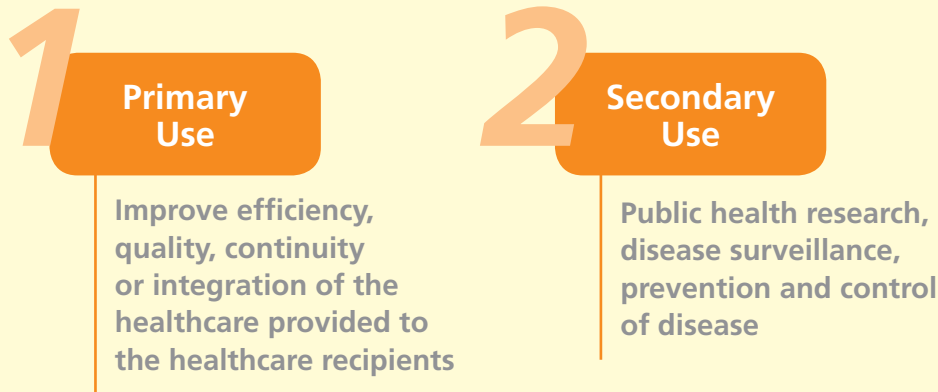 1
Primary
Use
Improve efficiency,
quality, continuity
or integration of the
healthcare provided to
the healthcare recipients
2
Secondary
Use
Public health research,
disease surveillance,
prevention and control
of disease